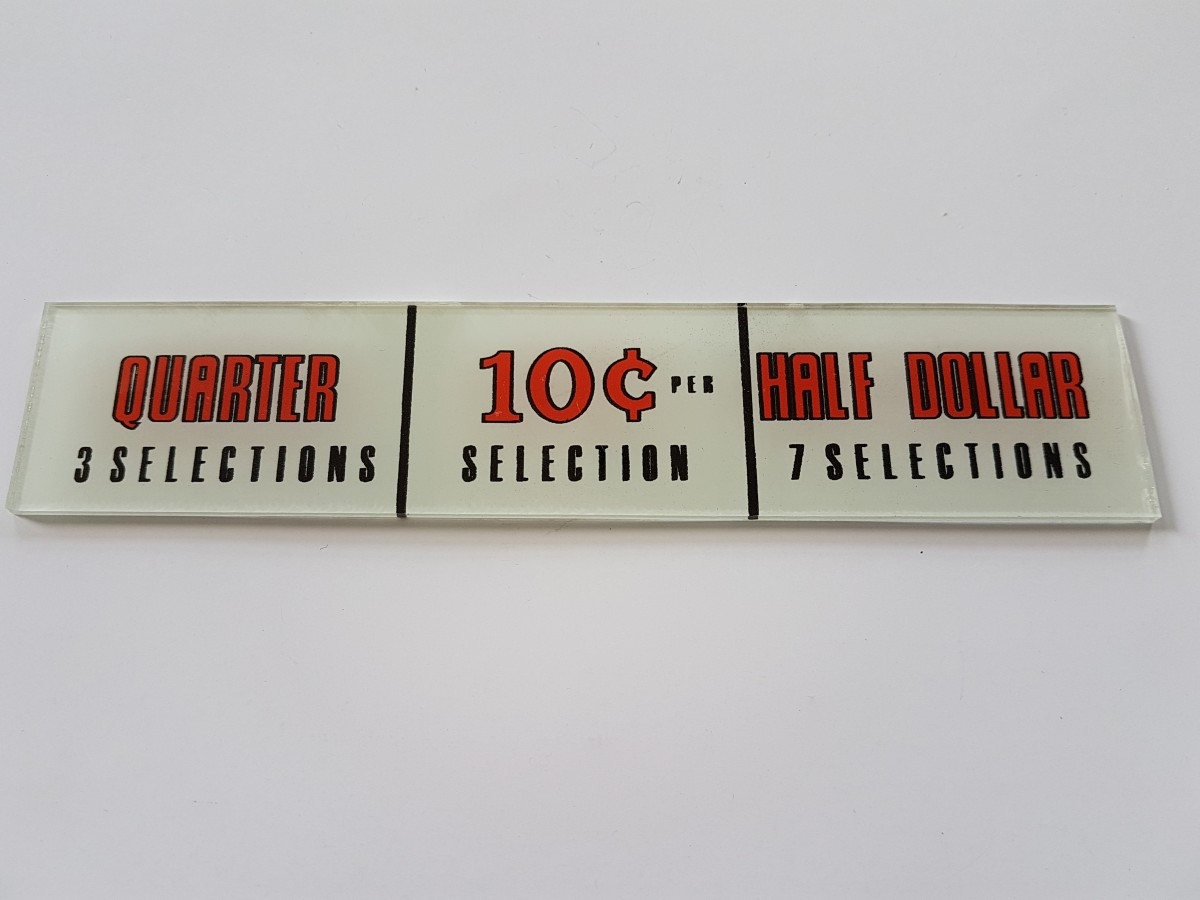 QUARTER
3 SELECTIONS
10¢ PER
SELECTION
HALF DOLLAR
7 SELECTIONS